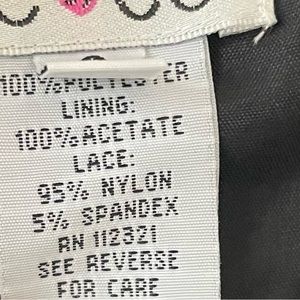 100% POLYESTER
LINING:
100% ACETATE
LACE:
95% NYLON
5% SPANDEX
RN 112321
SEE REVERSE
FOR CARE